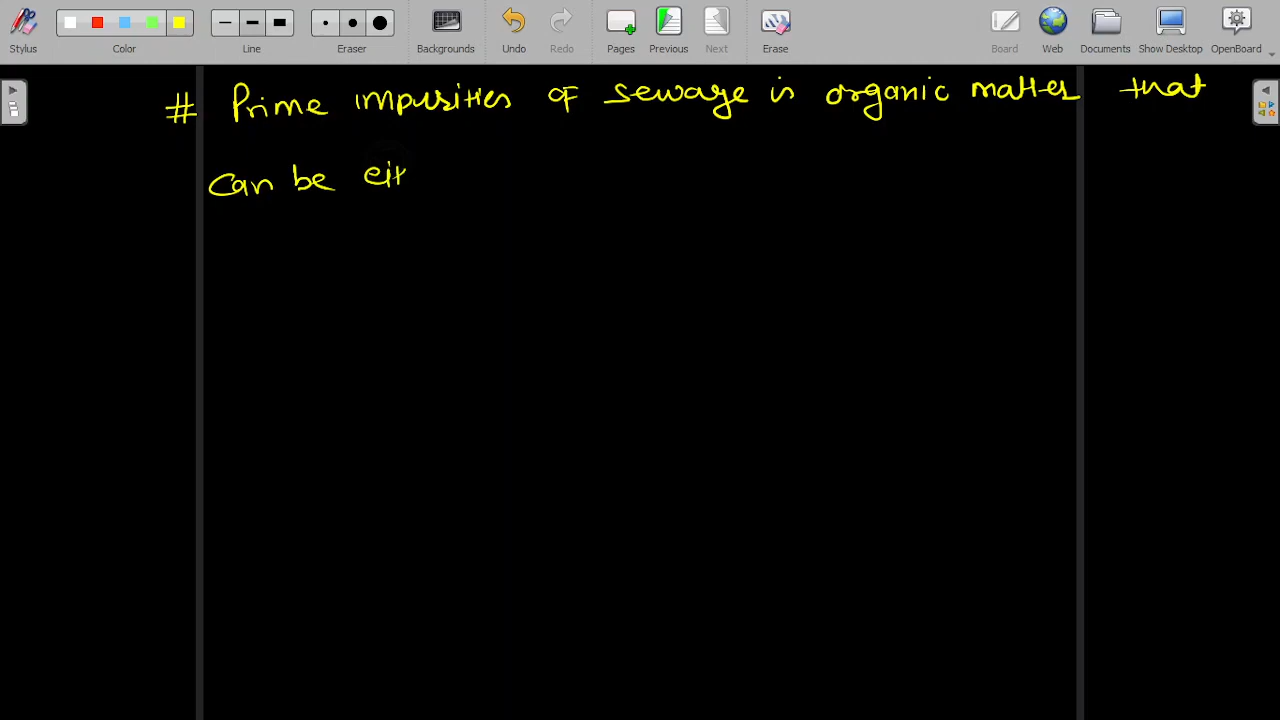 Stylus
Color
Line
Eraser
Backgrounds
Undo
Redo
Pages
Previous
Next
Erase
Board
Web
Documents
Show Desktop
OpenBoard
# Prime impurities of sewage is organic matter that
can be eit